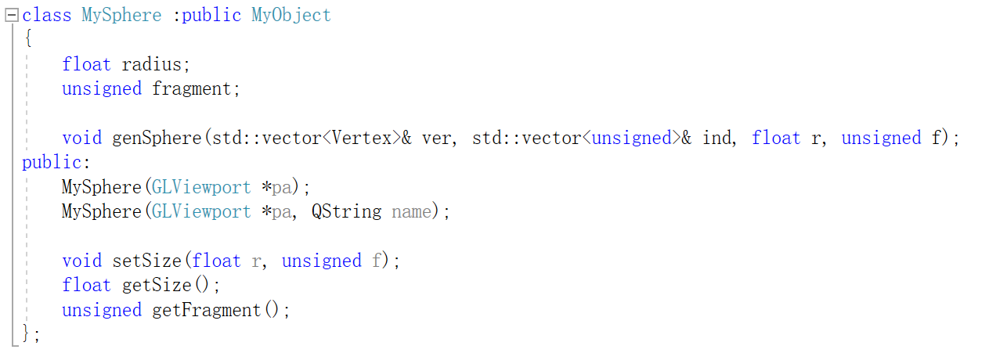 class MySphere :public MyObject
{
    float radius;
    unsigned fragment;

    void genSphere(std::vector<Vertex>& ver, std::vector<unsigned>& ind, float r, unsigned f);
public:
    MySphere(GLViewport *pa);
    MySphere(GLViewport *pa, QString name);

    void setSize(float r, unsigned f);
    float getSize();
    unsigned getFragment();
};